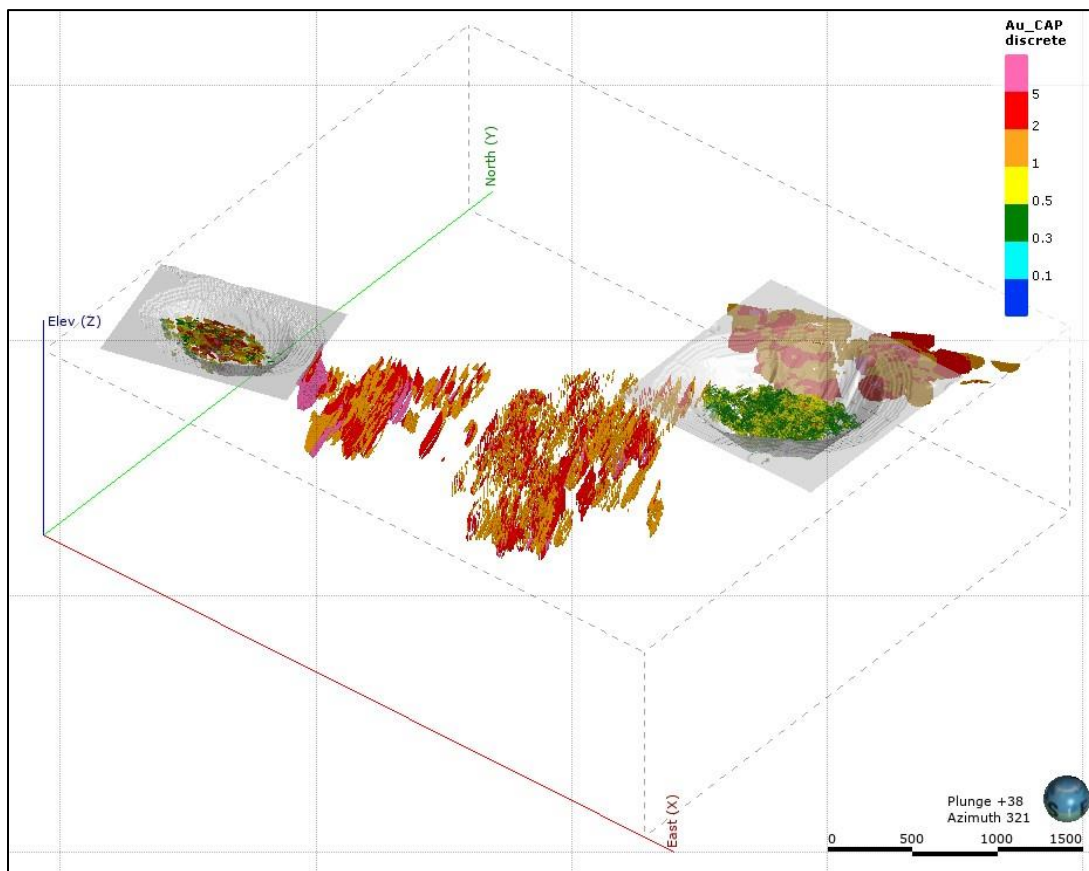 Au_CAP
discrete
5
2
1
0.5
0.3
0.1
North (Y)
Elev (Z)
East (X)
Plunge +38
Azimuth 321
S
0 500 1000 1500